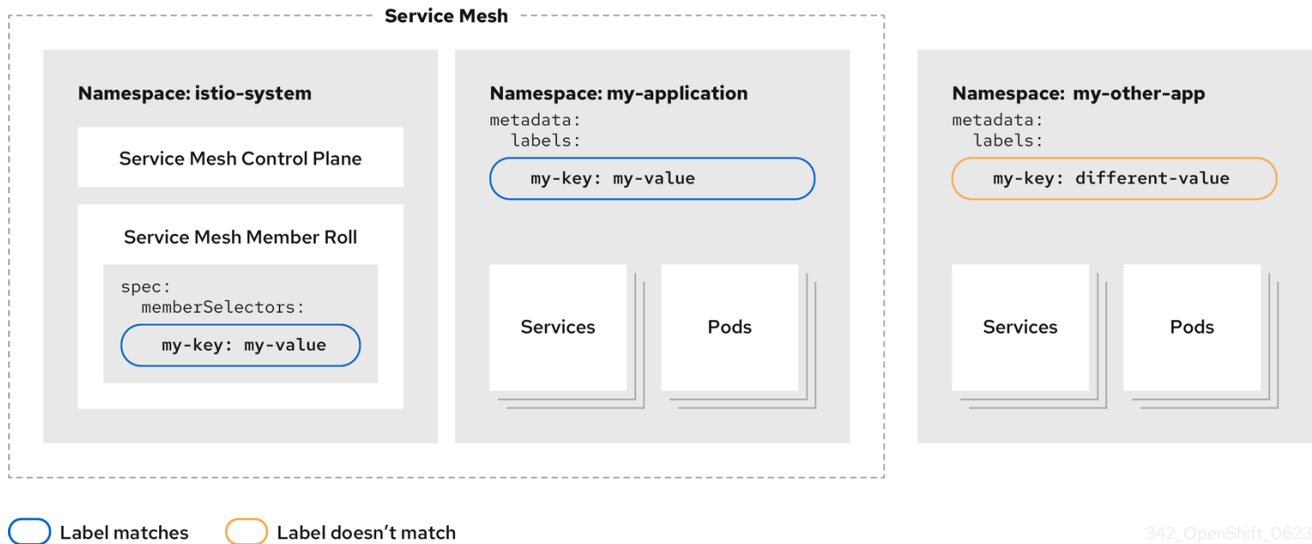 Service Mesh
Namespace: istio-system
Service Mesh Control Plane
Service Mesh Member Roll
spec:
memberSelectors:
my-key: my-value
Namespace: my-application
metadata:
labels:
my-key: my-value
Services
Pods
Namespace: my-other-app
metadata:
labels:
my-key: different-value
Services
Pods
Label matches
Label doesn’t match
342_OpenShift_0623